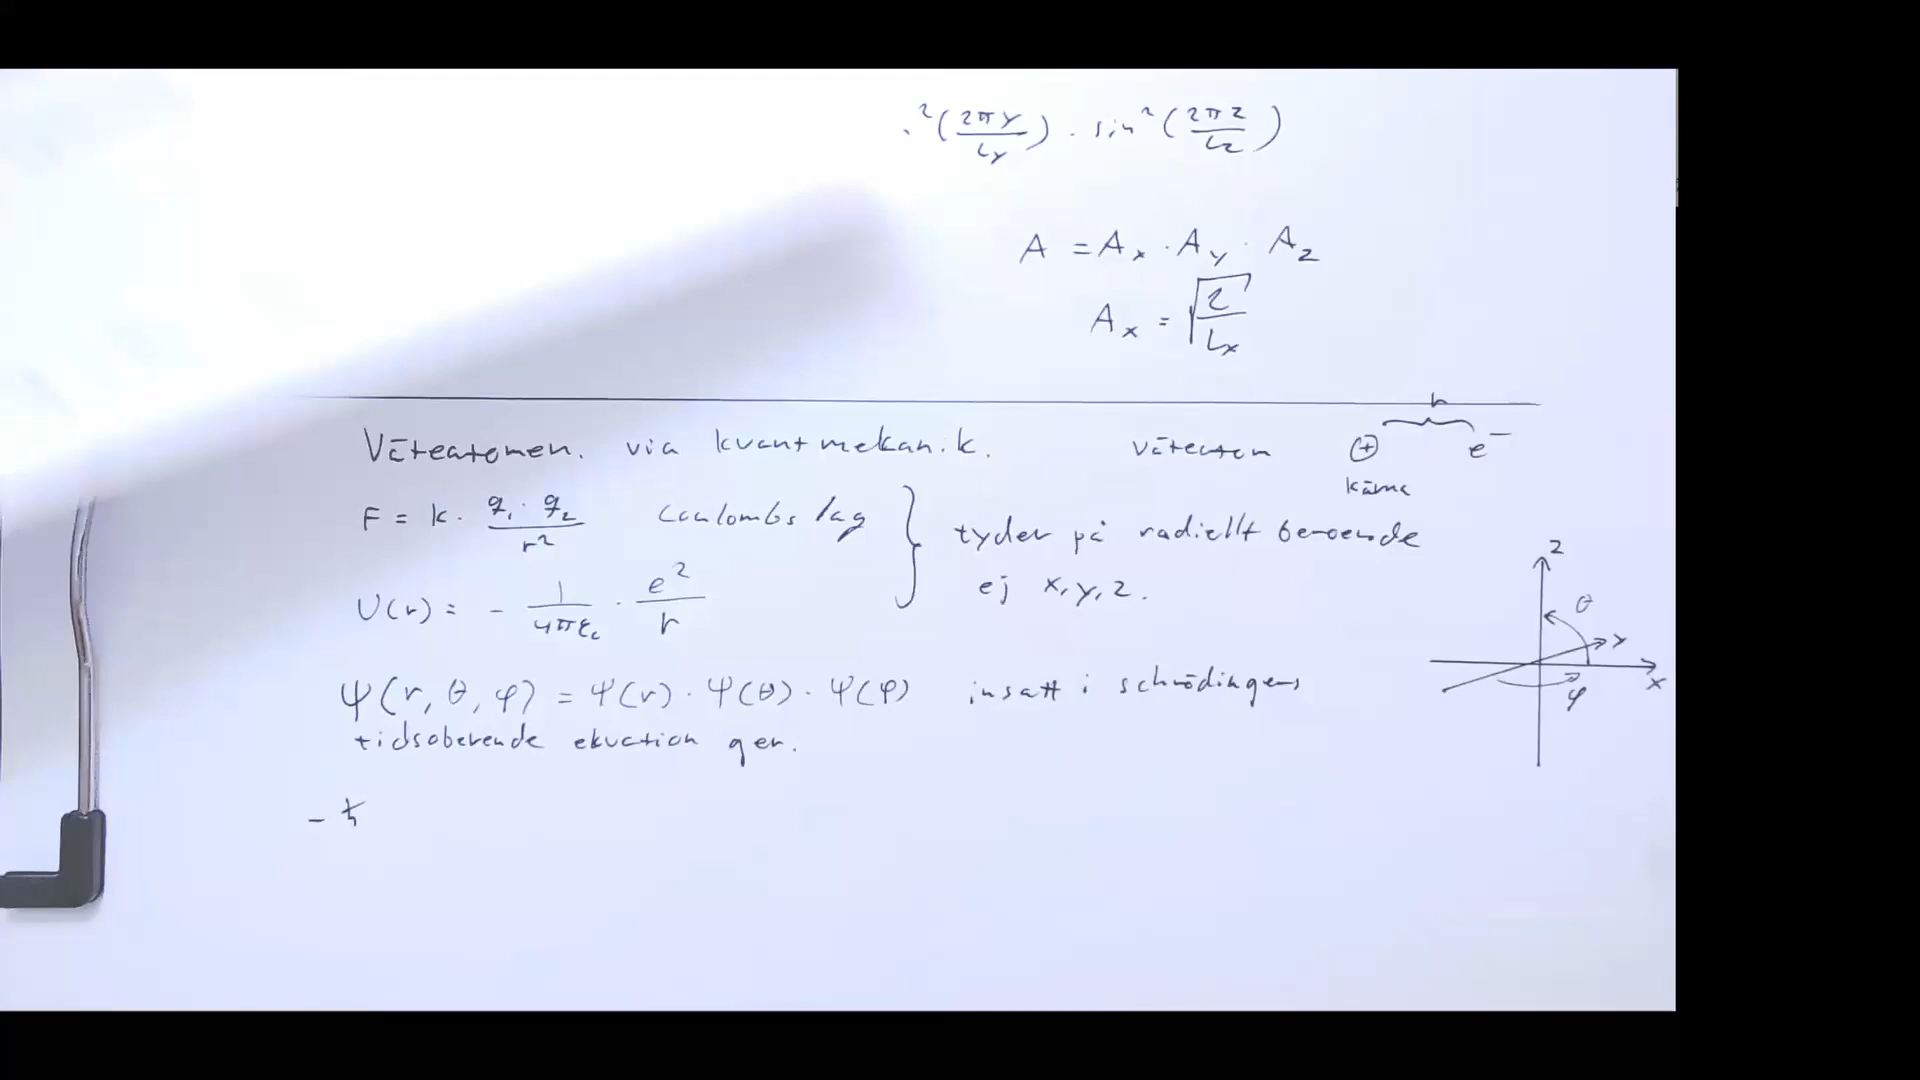 ²(2πy/Ly) · sin²(2πz/Lz)
A = Ax · Ay · Az
Ax = √(2/Lx)
Väteatomen. via kvantmekanik.
Väteatom ⊕ r e⁻
kärna
F = k · q₁ · q₂ / r² Coulombs lag
tyder på radiellt beroende
ej x, y, z.
U(r) = - 1/4πε₀ · e²/r
z θ y x φ
Ψ(r, θ, φ) = Ψ(r) · Ψ(θ) · Ψ(φ) insatt i schrödingers
tidsoberende ekvation ger.
- ħ